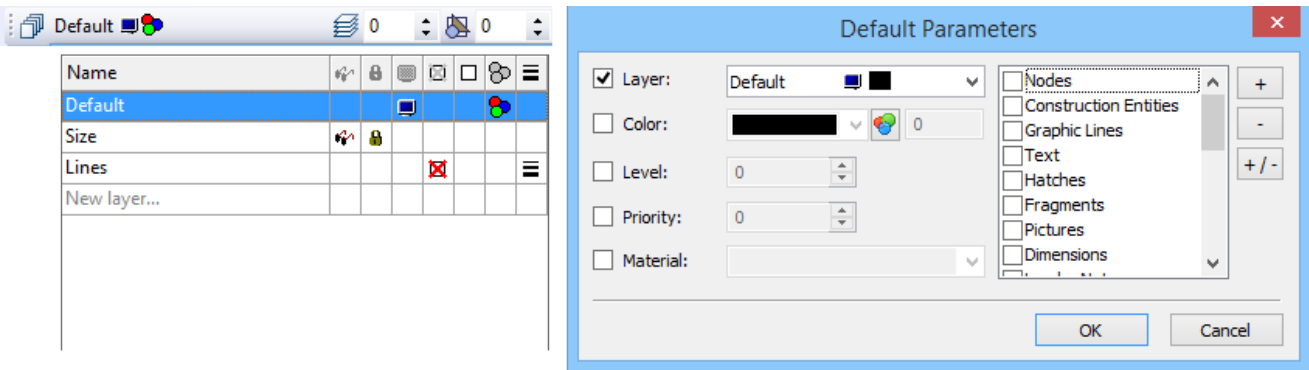 Default 0 0
Name
Default
Size
Lines
New layer...
Default Parameters
Layer: Default
Color: 0
Level: 0
Priority: 0
Material:
Nodes
Construction Entities
Graphic Lines
Text
Hatches
Fragments
Pictures
Dimensions
+
-
+ / -
OK Cancel